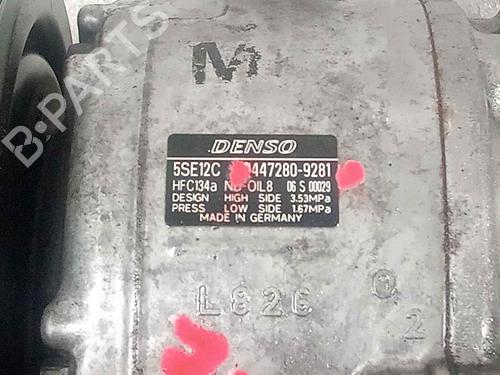 M
B-PARTS
DENSO
5SE12C 447280-9281
HFC134a ND-OIL8 06 S 00029
DESIGN HIGH SIDE 3.53MPa
PRESS LOW SIDE 1.67MPa
MADE IN GERMANY
L82C
2